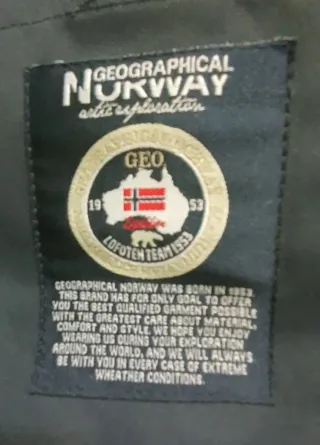 GEOGRAPHICAL
NORWAY
artic exploration
GEO
19 53
LOFOTEN TEAM 1953
GEOGRAPHICAL NORWAY WAS BORN IN 1953
THIS BRAND HAS FOR ONLY GOAL TO OFFER
YOU THE BEST QUALIFIED GARMENT POSSIBLE
WITH THE GREATEST CARE OF MATERIAL,
COMFORT AND STYLE. WE HOPE YOU ENJOY
WEARING US DURING YOUR EXPLORATION
AROUND THE WORLD, AND WE WILL ALWAYS
BE WITH YOU IN EVERY CASE OF EXTREME
WHEATHER CONDITIONS.